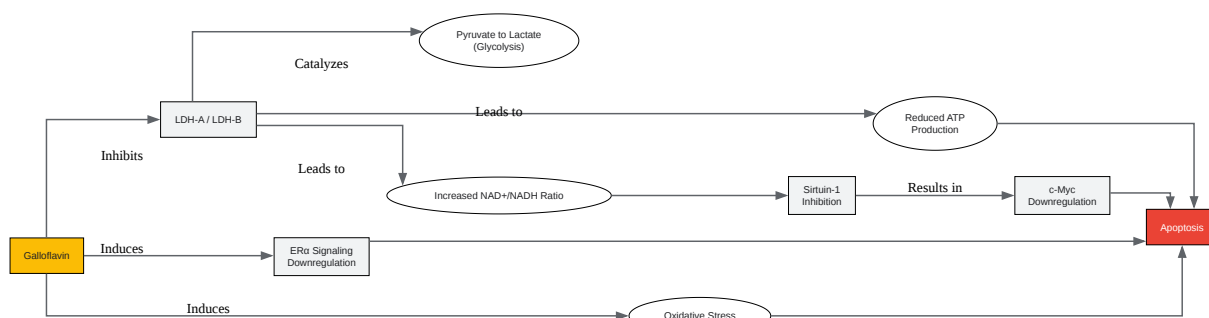 Pyruvate to Lactate
(Glycolysis)
Catalyzes
LDH-A / LDH-B
Leads to
Reduced ATP
Production
Inhibits
Leads to
Increased NAD+/NADH Ratio
Sirtuin-1
Inhibition
Results in
c-Myc
Downregulation
Apoptosis
Galloflavin
Induces
ERα Signaling
Downregulation
Induces
Oxidative Stress